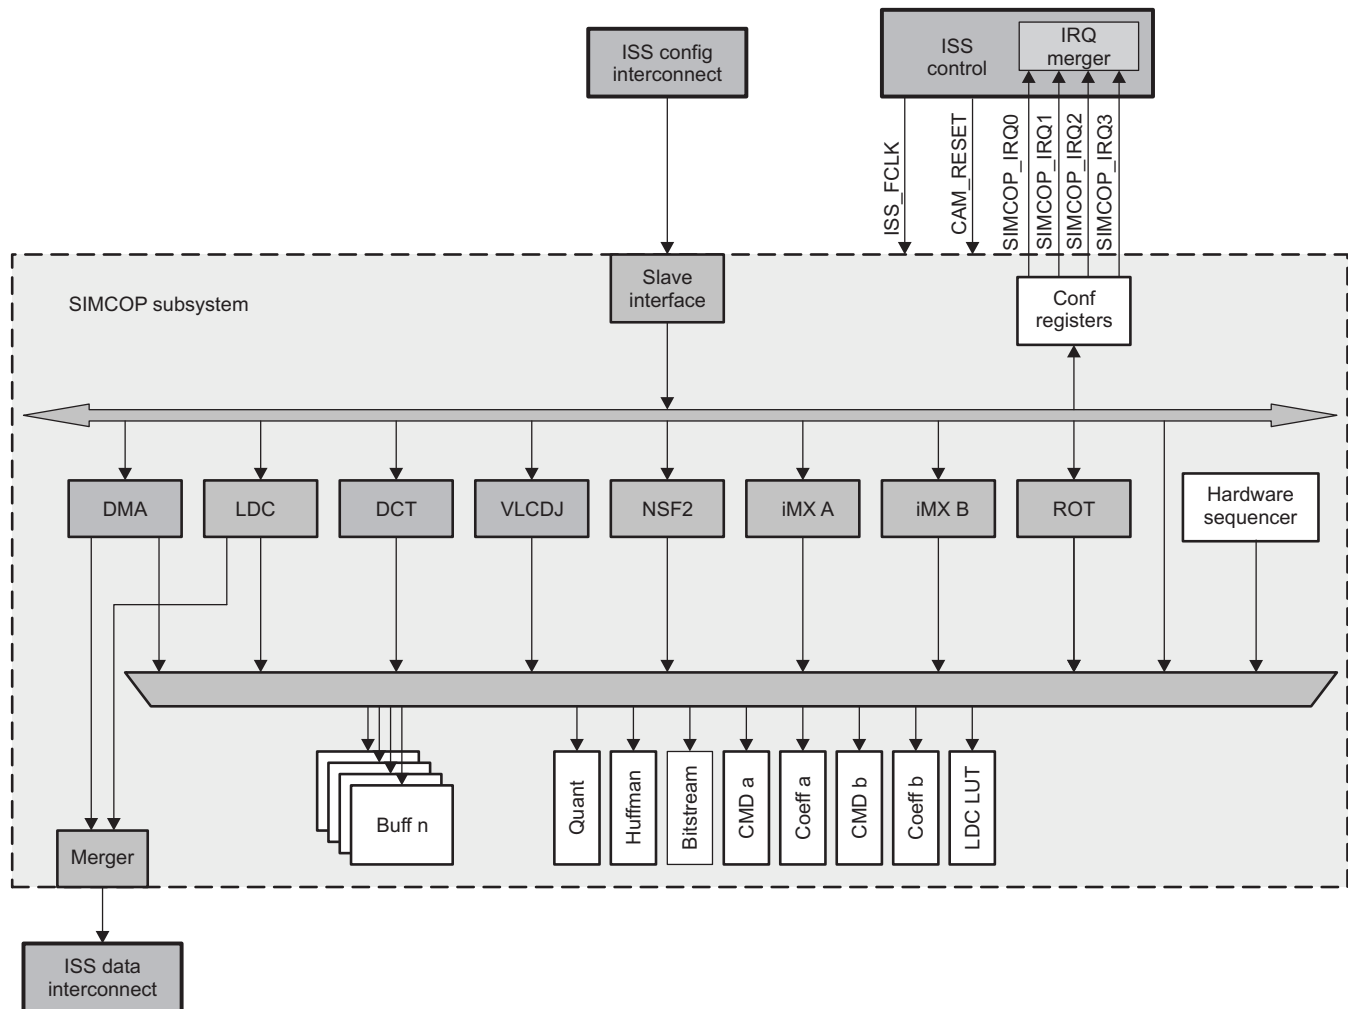 ISS config
interconnect
ISS
control
IRQ
merger
ISS_FCLK
CAM_RESET
SIMCOP_IRQ0
SIMCOP_IRQ1
SIMCOP_IRQ2
SIMCOP_IRQ3
SIMCOP subsystem
Slave
interface
Conf
registers
DMA
LDC
DCT
VLCDJ
NSF2
iMX A
iMX B
ROT
Hardware
sequencer
Buff n
Quant
Huffman
Bitstream
CMD a
Coeff a
CMD b
Coeff b
LDC LUT
Merger
ISS data
interconnect